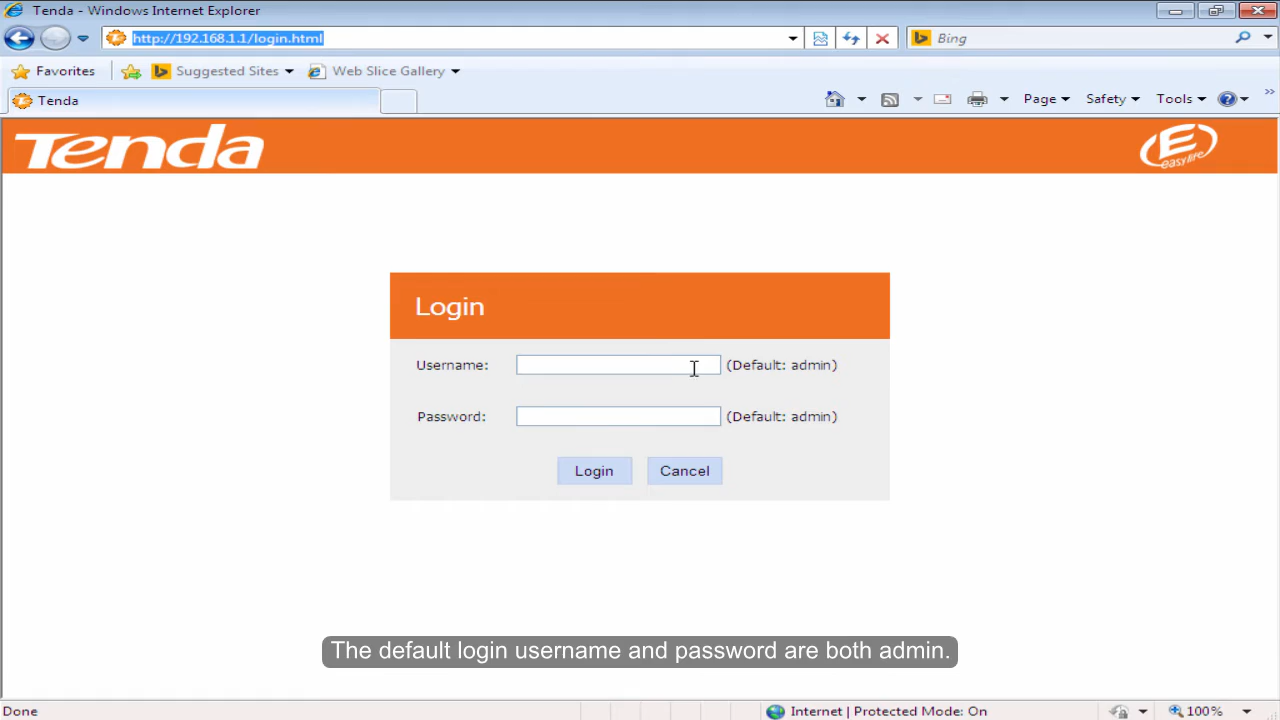 Tenda - Windows Internet Explorer
http://192.168.1.1/login.html
Bing
Favorites
Suggested Sites
Web Slice Gallery
Tenda
Page
Safety
Tools
Tenda
easylife
Login
Username:
(Default: admin)
Password:
(Default: admin)
Login
Cancel
The default login username and password are both admin.
Done
Internet | Protected Mode: On
100%